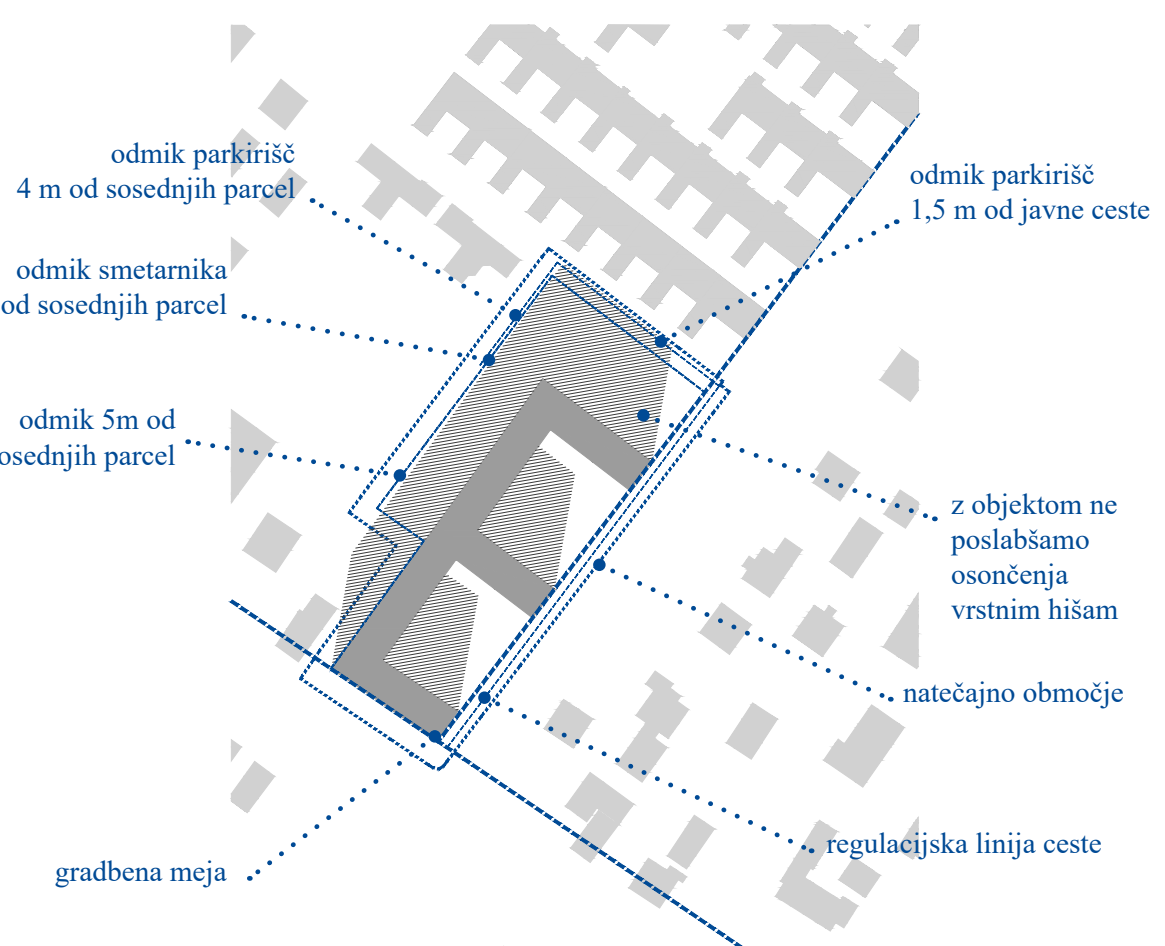 odmik parkirišč
4 m od sosednjih parcel
odmik parkirišč
1,5 m od javne ceste
odmik smetarnika
od sosednjih parcel
odmik 5m od
osednjih parcel
z objektom ne
poslabšamo
osončenja
vrstnim hišam
natečajno območje
regulacijska linija ceste
gradbena meja